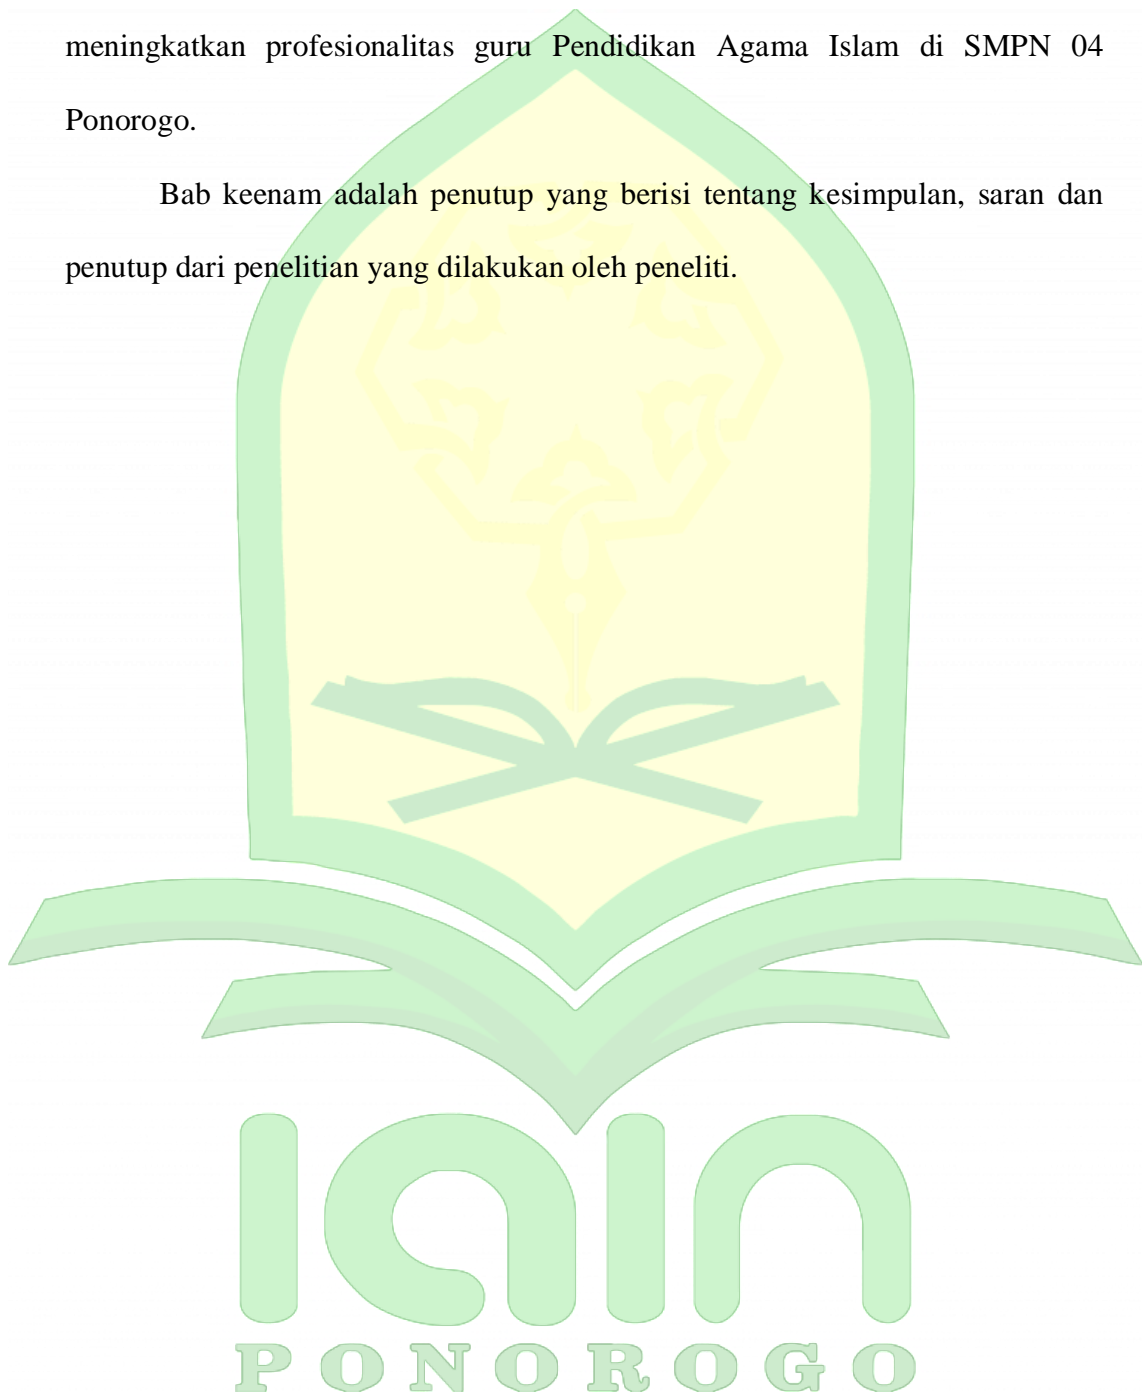 meningkatkan profesionalitas guru Pendidikan Agama Islam di SMPN 04
Ponorogo.
Bab keenam adalah penutup yang berisi tentang kesimpulan, saran dan
penutup dari penelitian yang dilakukan oleh peneliti.
iain
PONOROGO